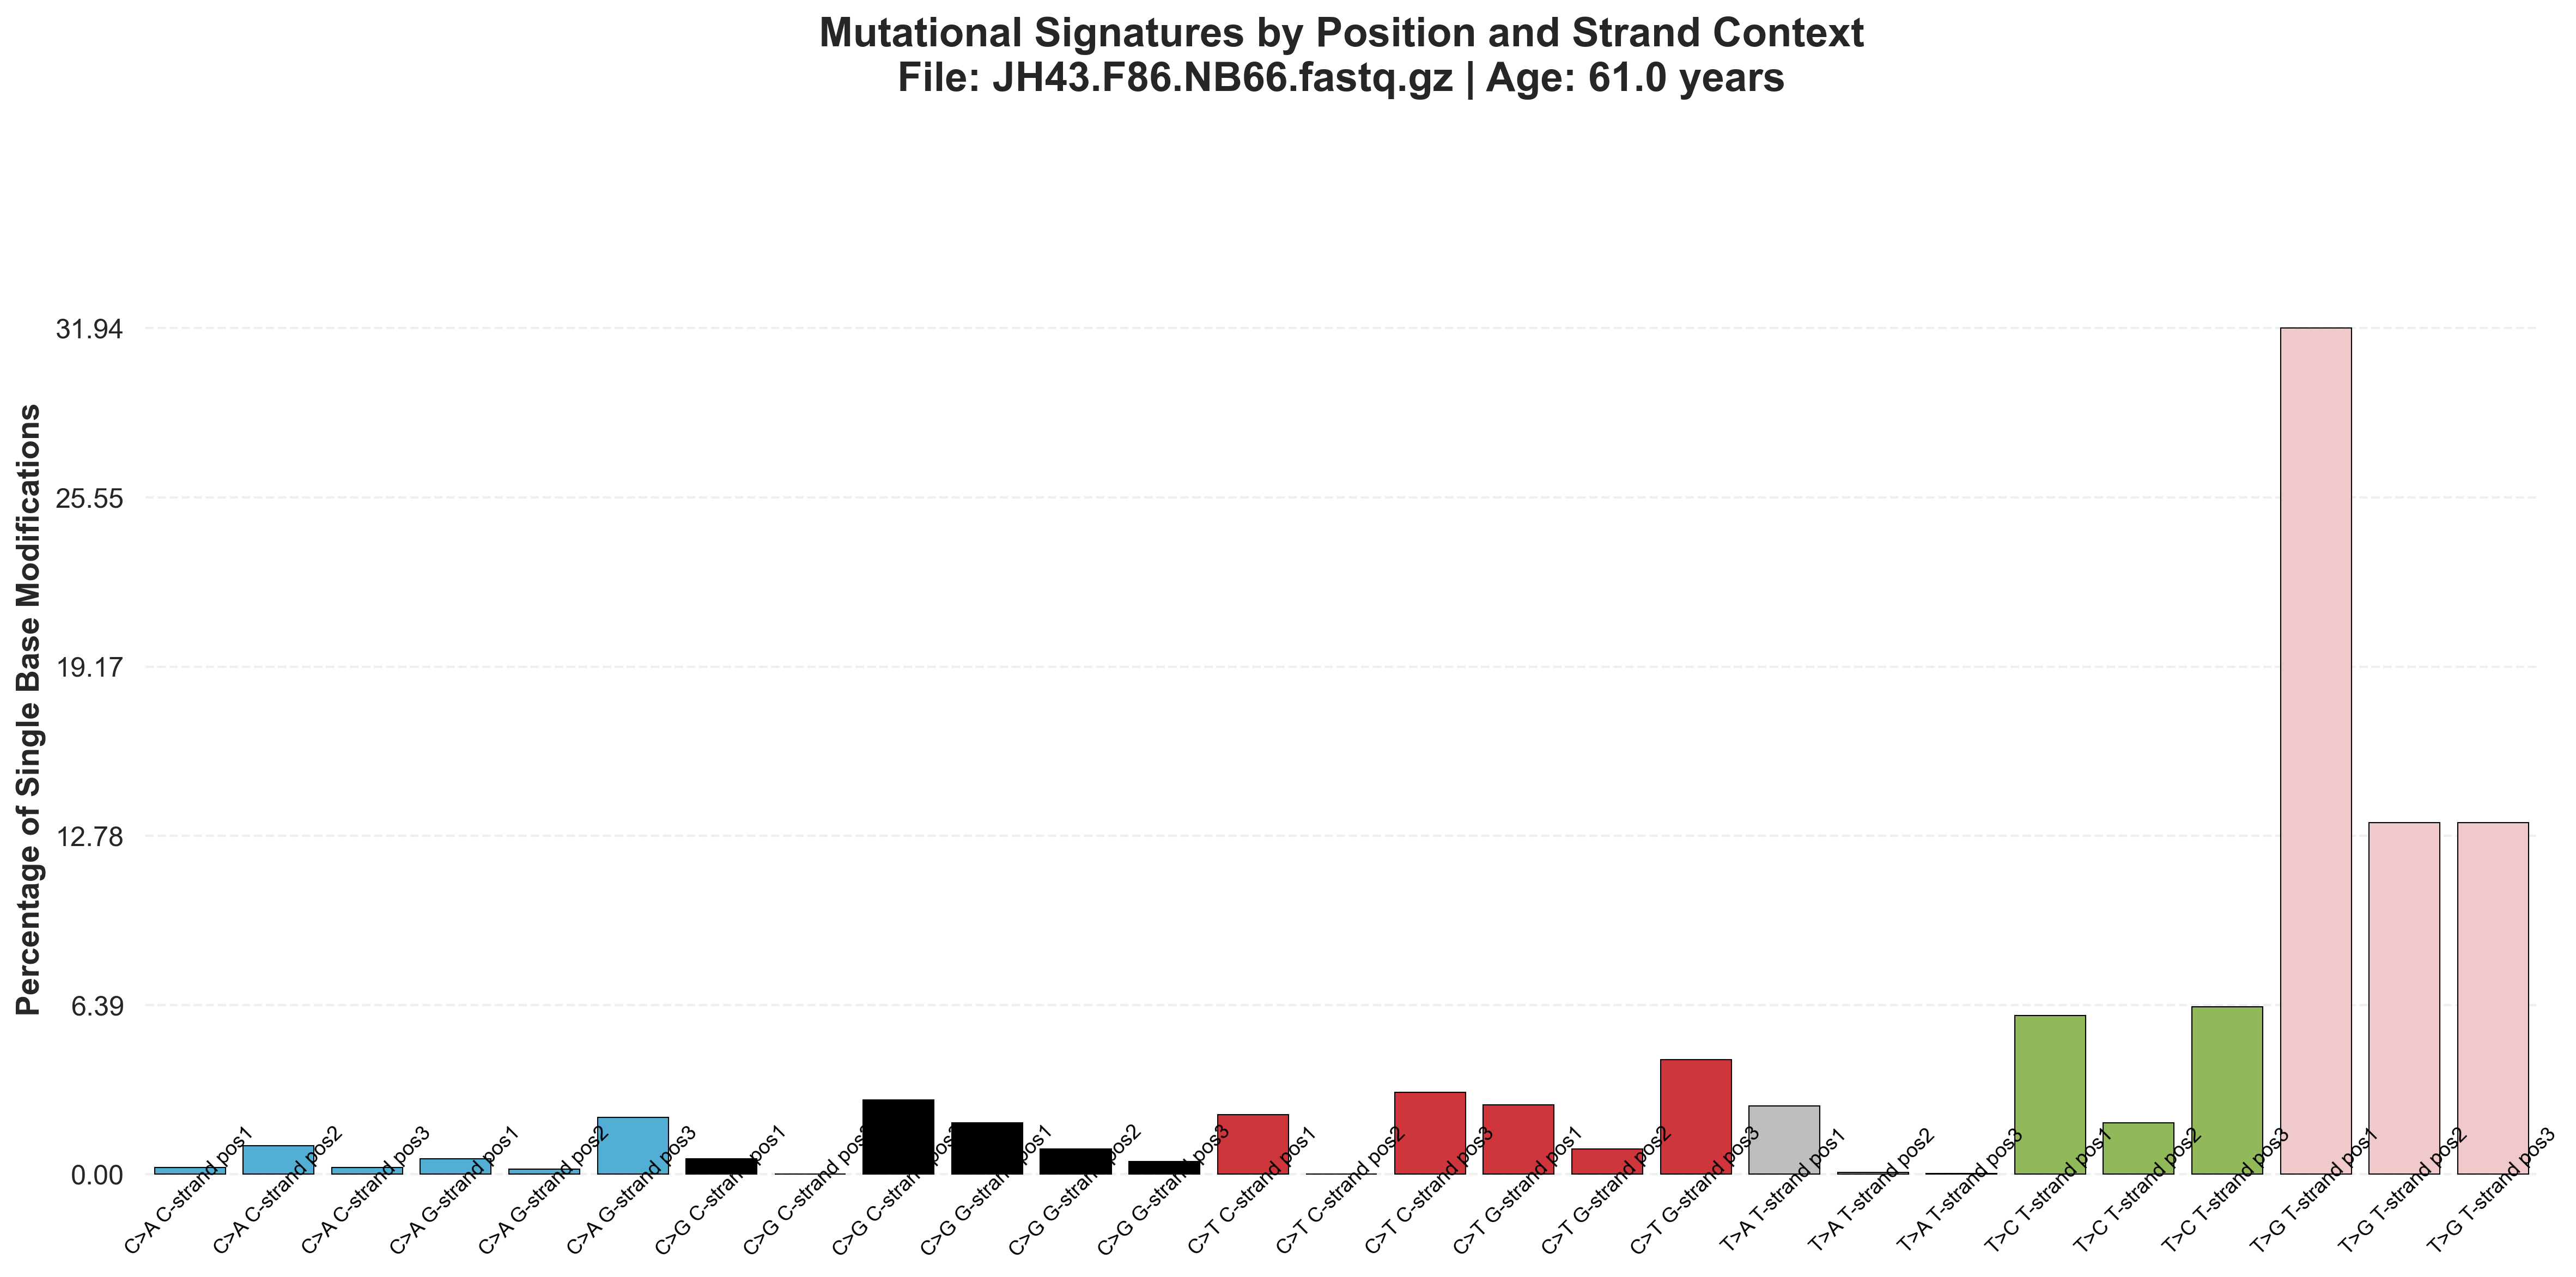 Mutational Signatures by Position and Strand Context
File: JH43.F86.NB66.fastq.gz | Age: 61.0 years
Percentage of Single Base Modifications
31.94
25.55
19.17
12.78
6.39
0.00
C>A C-strand pos1
C>A C-strand pos2
C>A C-strand pos3
C>A G-strand pos1
C>A G-strand pos2
C>A G-strand pos3
C>G C-strand pos1
C>G C-strand pos2
C>G C-strand pos3
C>G G-strand pos1
C>G G-strand pos2
C>G G-strand pos3
C>T C-strand pos1
C>T C-strand pos2
C>T C-strand pos3
C>T G-strand pos1
C>T G-strand pos2
C>T G-strand pos3
T>A T-strand pos1
T>A T-strand pos2
T>A T-strand pos3
T>C T-strand pos1
T>C T-strand pos2
T>C T-strand pos3
T>G T-strand pos1
T>G T-strand pos2
T>G T-strand pos3